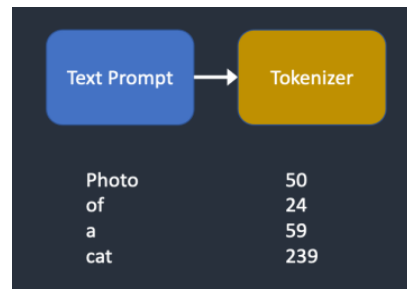 Text Prompt Tokenizer
Photo 50
of 24
a 59
cat 239